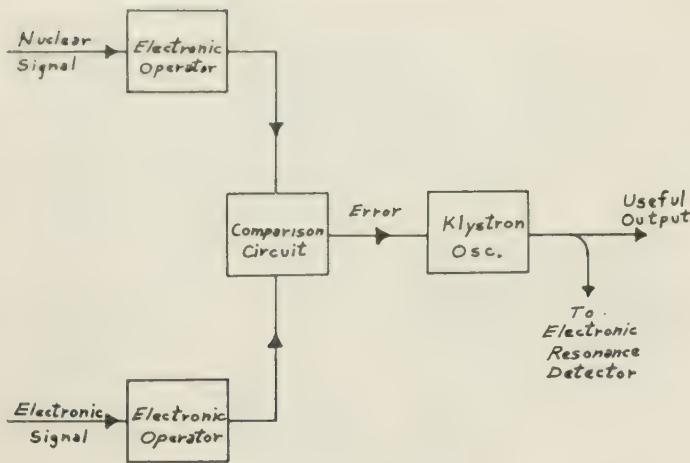 Nuclear
Signal
Electronic
Operator
Comparison
Circuit
Error
Klystron
Osc.
Useful
Output
To
Electronic
Resonance
Detector
Electronic
Signal
Electronic
Operator